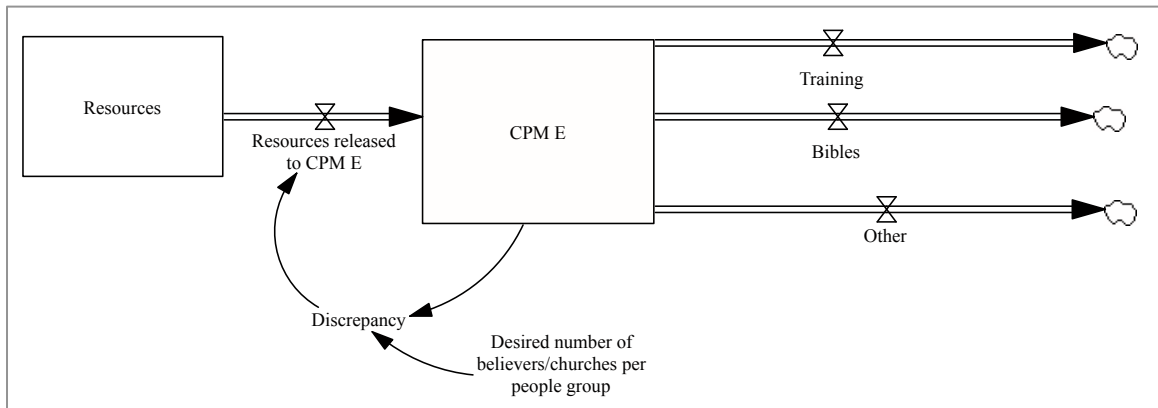 Resources
Resources released
to CPM E
CPM E
Training
Bibles
Other
Discrepancy
Desired number of
believers/churches per
people group